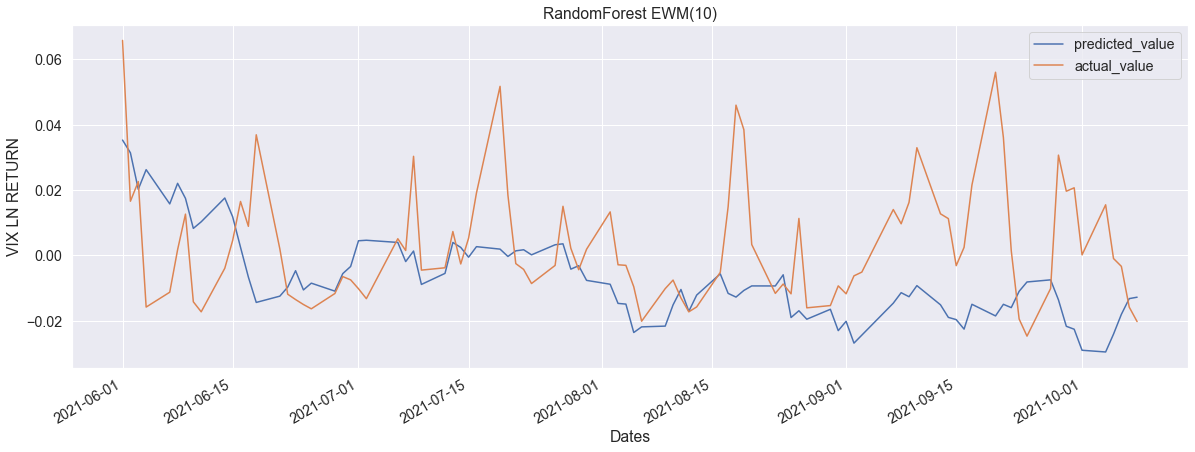 RandomForest EWM(10)
predicted_value
actual_value
VIX LN RETURN
0.06
0.04
0.02
0.00
−0.02
2021-06-01
2021-06-15
2021-07-01
2021-07-15
2021-08-01
2021-08-15
2021-09-01
2021-09-15
2021-10-01
Dates